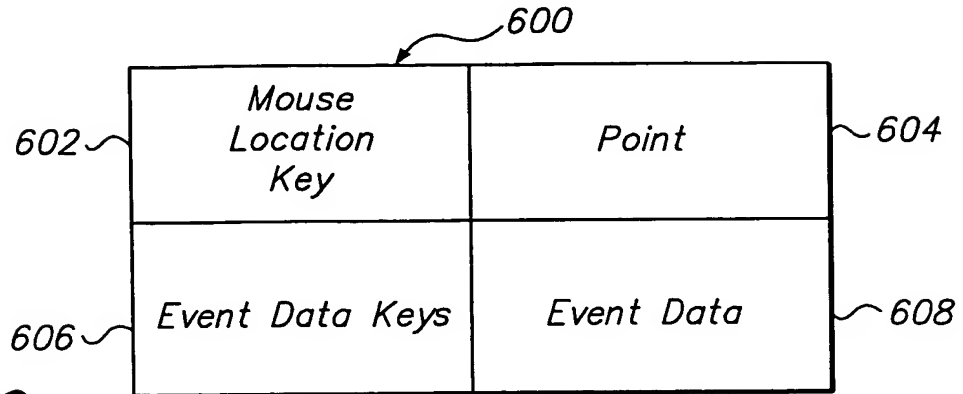 600
Mouse
Location
Key
602
Point
604
Event Data Keys
606
Event Data
608